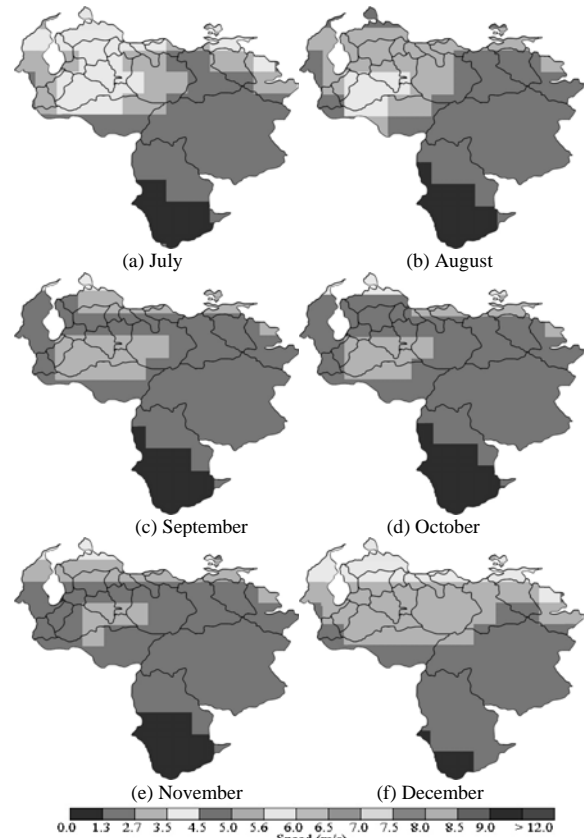 (a) July
(b) August
(c) September
(d) October
(e) November
(f) December
0.0 1.3 2.7 3.5 4.5 5.0 5.6 6.0 6.5 7.0 7.5 8.0 8.5 9.0 > 12.0
Speed (m/s)